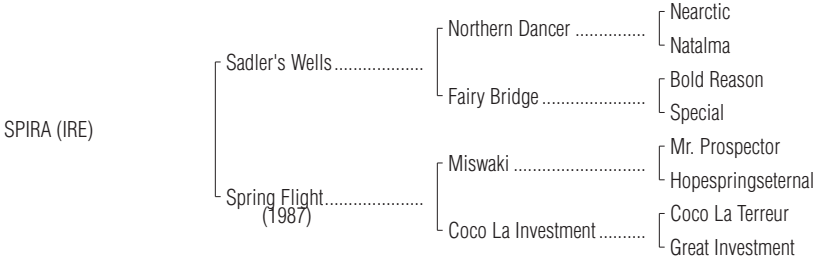 Nearctic
Northern Dancer ...............
Natalma
Sadler's Wells...................
Bold Reason
Fairy Bridge ......................
Special
SPIRA (IRE)
Mr. Prospector
Miswaki ............................
Hopespringseternal
Spring Flight.....................
(1987)
Coco La Terreur
Coco La Investment ..........
Great Investment